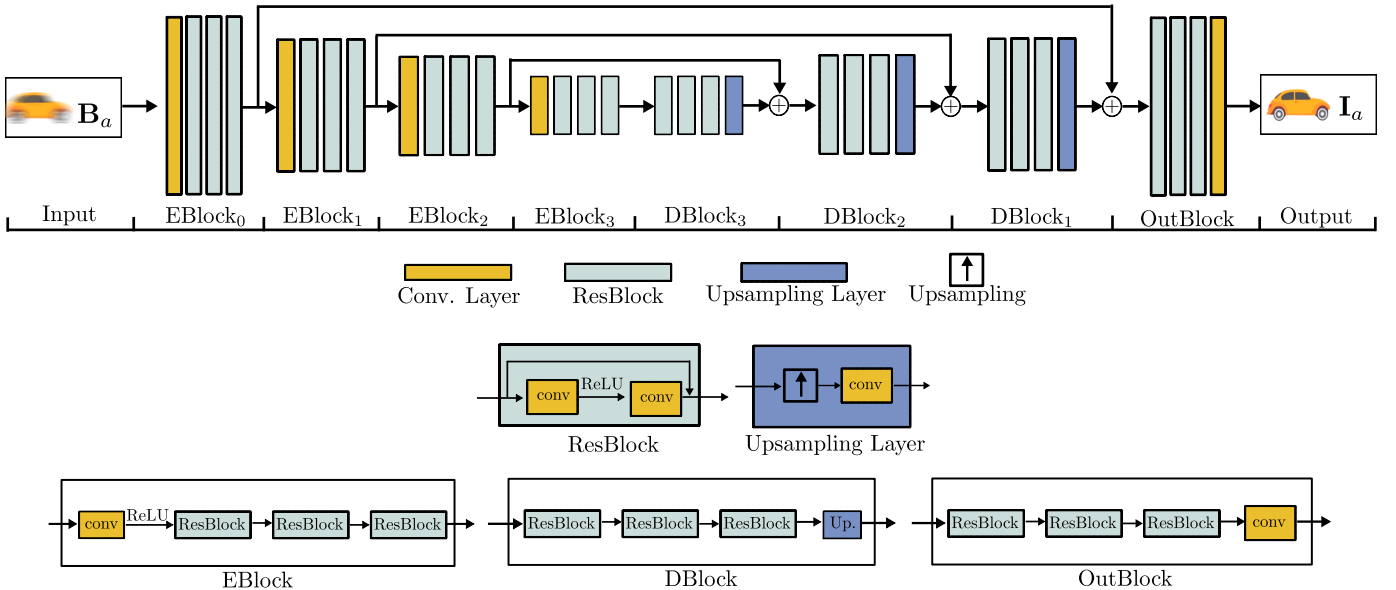 B_a
I_a
Input EBlock_0 EBlock_1 EBlock_2 EBlock_3 DBlock_3 DBlock_2 DBlock_1 OutBlock Output
Conv. Layer ResBlock Upsampling Layer Upsampling
conv ReLU conv
conv
ResBlock
Upsampling Layer
conv ReLU ResBlock ResBlock ResBlock
ResBlock ResBlock ResBlock Up.
ResBlock ResBlock ResBlock conv
EBlock
DBlock
OutBlock